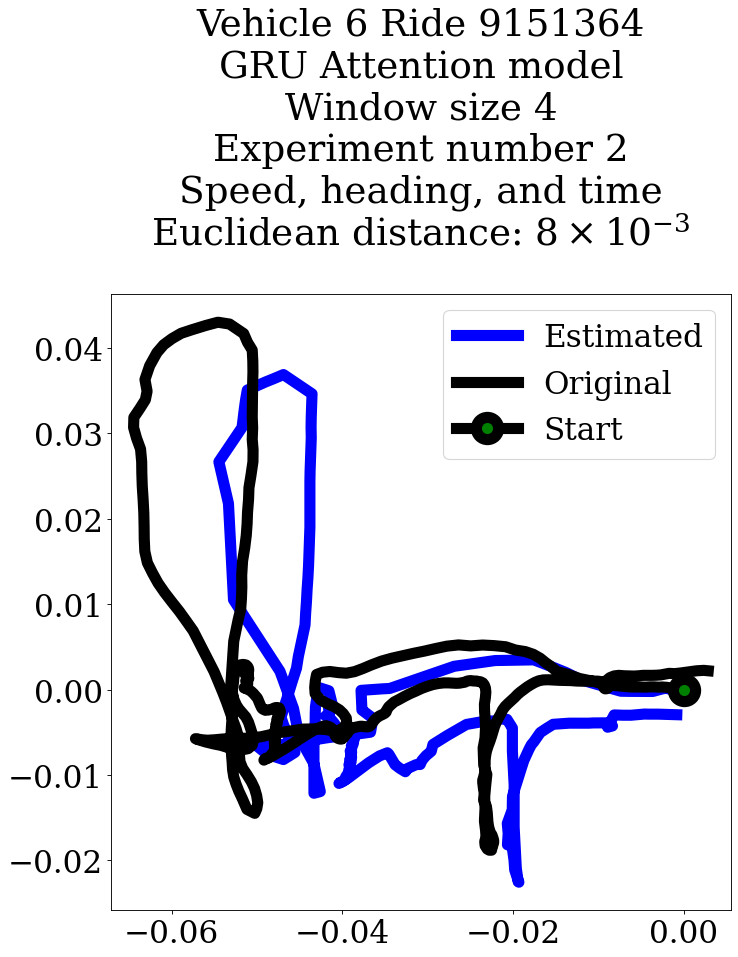 Vehicle 6 Ride 9151364
GRU Attention model
Window size 4
Experiment number 2
Speed, heading, and time
Euclidean distance: 8 × 10⁻³
Estimated
Original
Start
0.04
0.03
0.02
0.01
0.00
−0.01
−0.02
−0.06 −0.04 −0.02 0.00